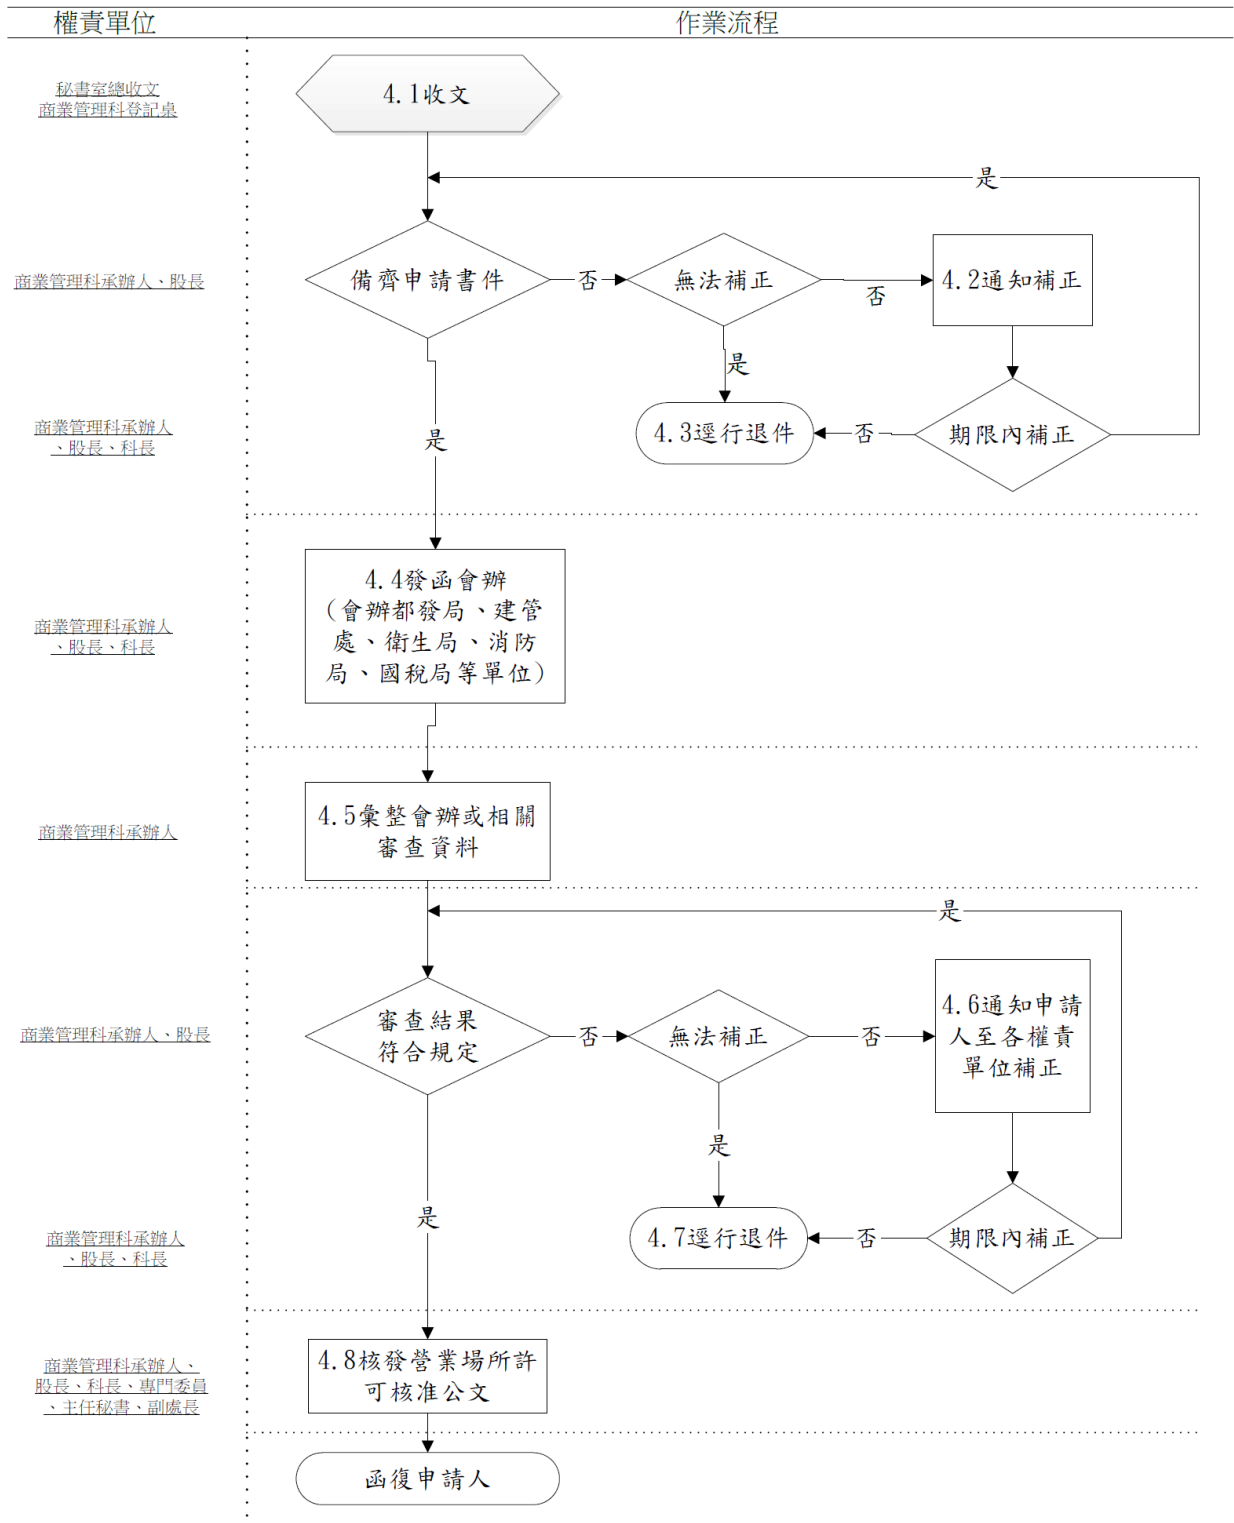 權責單位
作業流程
秘書室總收文
商業管理科登記桌
4.1收文
是
商業管理科承辦人、股長
備齊申請書件
否
無法補正
否
4.2通知補正
是
商業管理科承辦人
、股長、科長
是
4.3逕行退件
否
期限內補正
商業管理科承辦人
、股長、科長
4.4發函會辦
(會辦都發局、建管
處、衛生局、消防
局、國稅局等單位)
商業管理科承辦人
4.5彙整會辦或相關
審查資料
是
商業管理科承辦人、股長
審查結果
符合規定
否
無法補正
否
4.6通知申請
人至各權責
單位補正
是
商業管理科承辦人
、股長、科長
是
4.7逕行退件
否
期限內補正
商業管理科承辦人、
股長、科長、專門委員
、主任秘書、副處長
4.8核發營業場所許
可核准公文
函復申請人